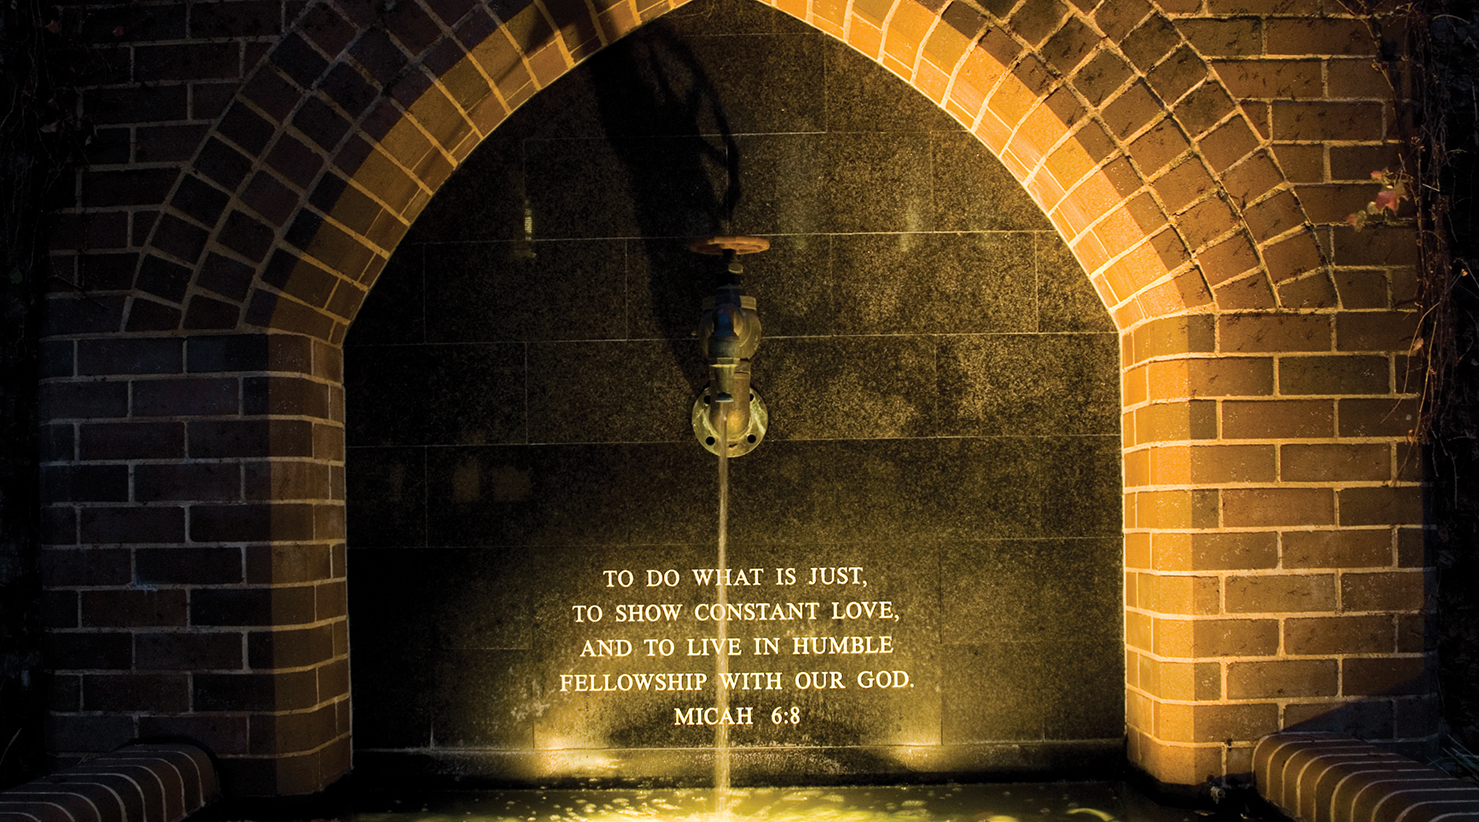 TO DO WHAT IS JUST,
TO SHOW CONSTANT LOVE,
AND TO LIVE IN HUMBLE
FELLOWSHIP WITH OUR GOD.
MICAH 6:8